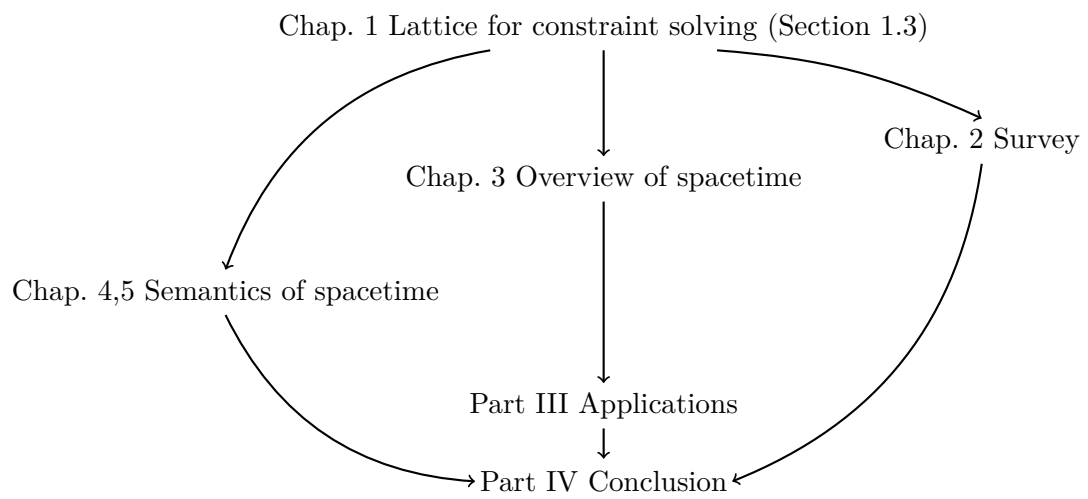 Chap. 1 Lattice for constraint solving (Section 1.3)
Chap. 2 Survey
Chap. 3 Overview of spacetime
Chap. 4,5 Semantics of spacetime
Part III Applications
Part IV Conclusion